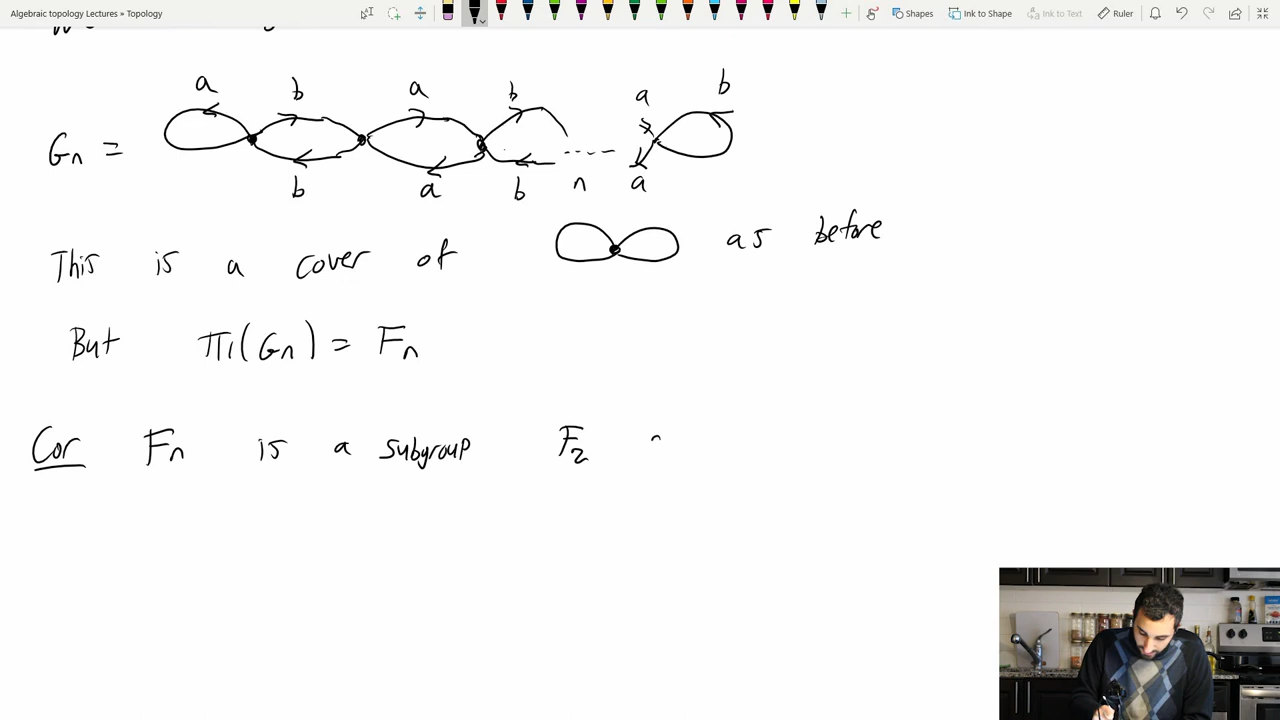 Algebraic topology Lectures » Topology
Shapes Ink to Shape Ink to Text Ruler
a b a b a b
Gn =
b a b n a
This is a cover of as before
But π1(Gn) = Fn
Cor Fn is a subgroup F2